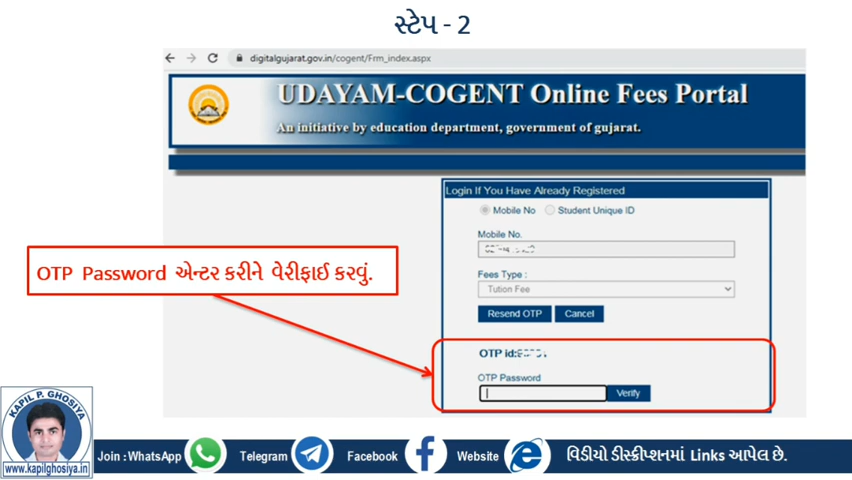 સ્ટેપ - 2
digitalgujarat.gov.in/cogent/Frm_index.aspx
UDAYAM-COGENT Online Fees Portal
An initiative by education department, government of gujarat.
Login If You Have Already Registered
Mobile No Student Unique ID
Mobile No.
Fees Type :
Tution Fee
Resend OTP Cancel
OTP Password એન્ટર કરીને વેરીફાઈ કરવું.
OTP id:
OTP Password
Verify
KAPIL P. GHOSIYA
www.kapilghosiya.in
Join : WhatsApp Telegram Facebook Website વિડીયો ડીસ્ક્રીપ્શનમાં Links આપેલ છે.